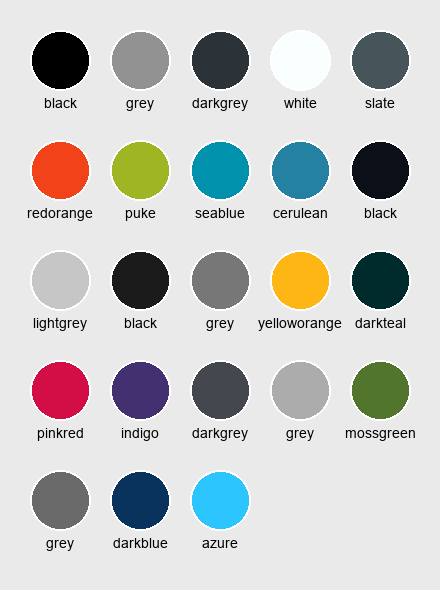 black grey darkgrey white slate
redorange puke seablue cerulean black
lightgrey black grey yelloworange darkteal
pinkred indigo darkgrey grey mossgreen
grey darkblue azure